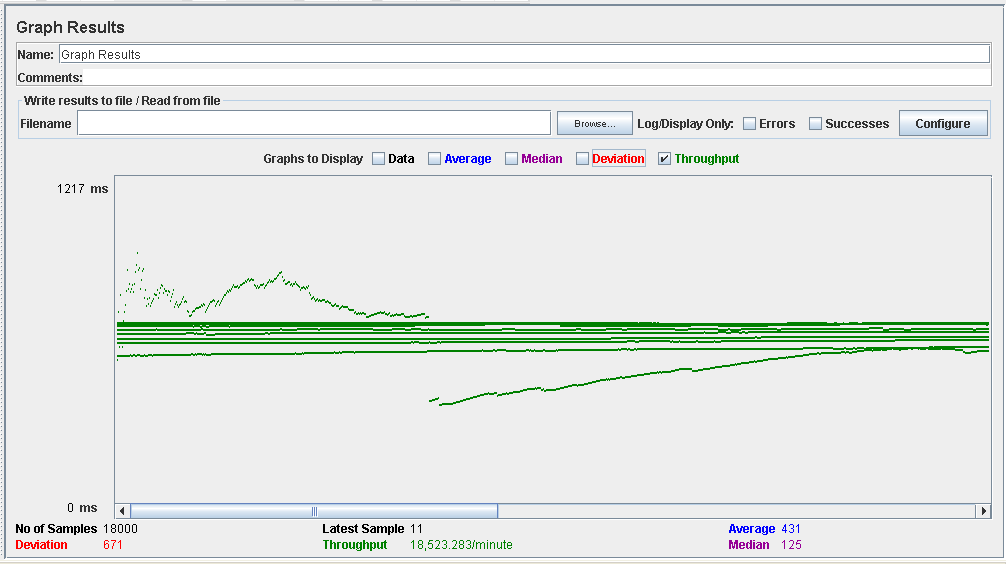 Graph Results
Name: Graph Results
Comments:
Write results to file / Read from file
Filename Browse... Log/Display Only: Errors Successes Configure
Graphs to Display Data Average Median Deviation Throughput
1217 ms
0 ms
No of Samples 18000 Latest Sample 11 Average 431
Deviation 671 Throughput 18,523.283/minute Median 125